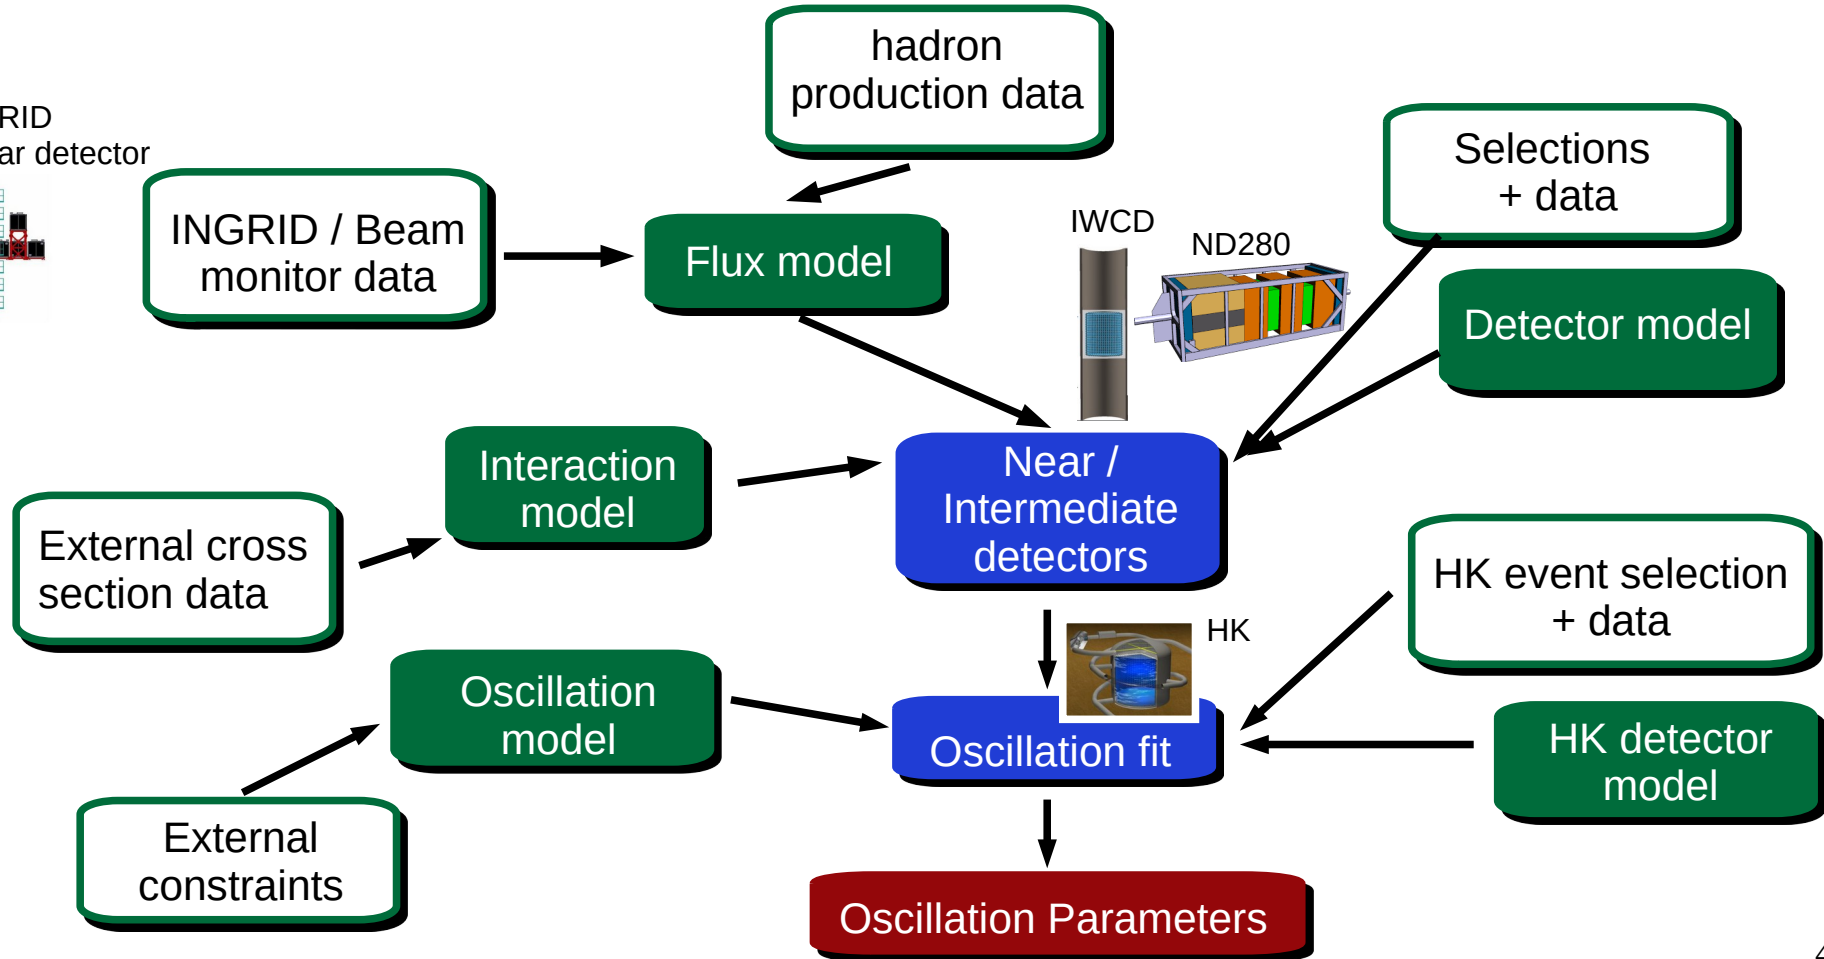 hadron
production data
RID
ar detector
INGRID / Beam
monitor data
Flux model
IWCD
ND280
Selections
+ data
Detector model
Interaction
model
Near /
Intermediate
detectors
External cross
section data
HK event selection
+ data
HK
Oscillation
model
Oscillation fit
HK detector
model
External
constraints
Oscillation Parameters
4